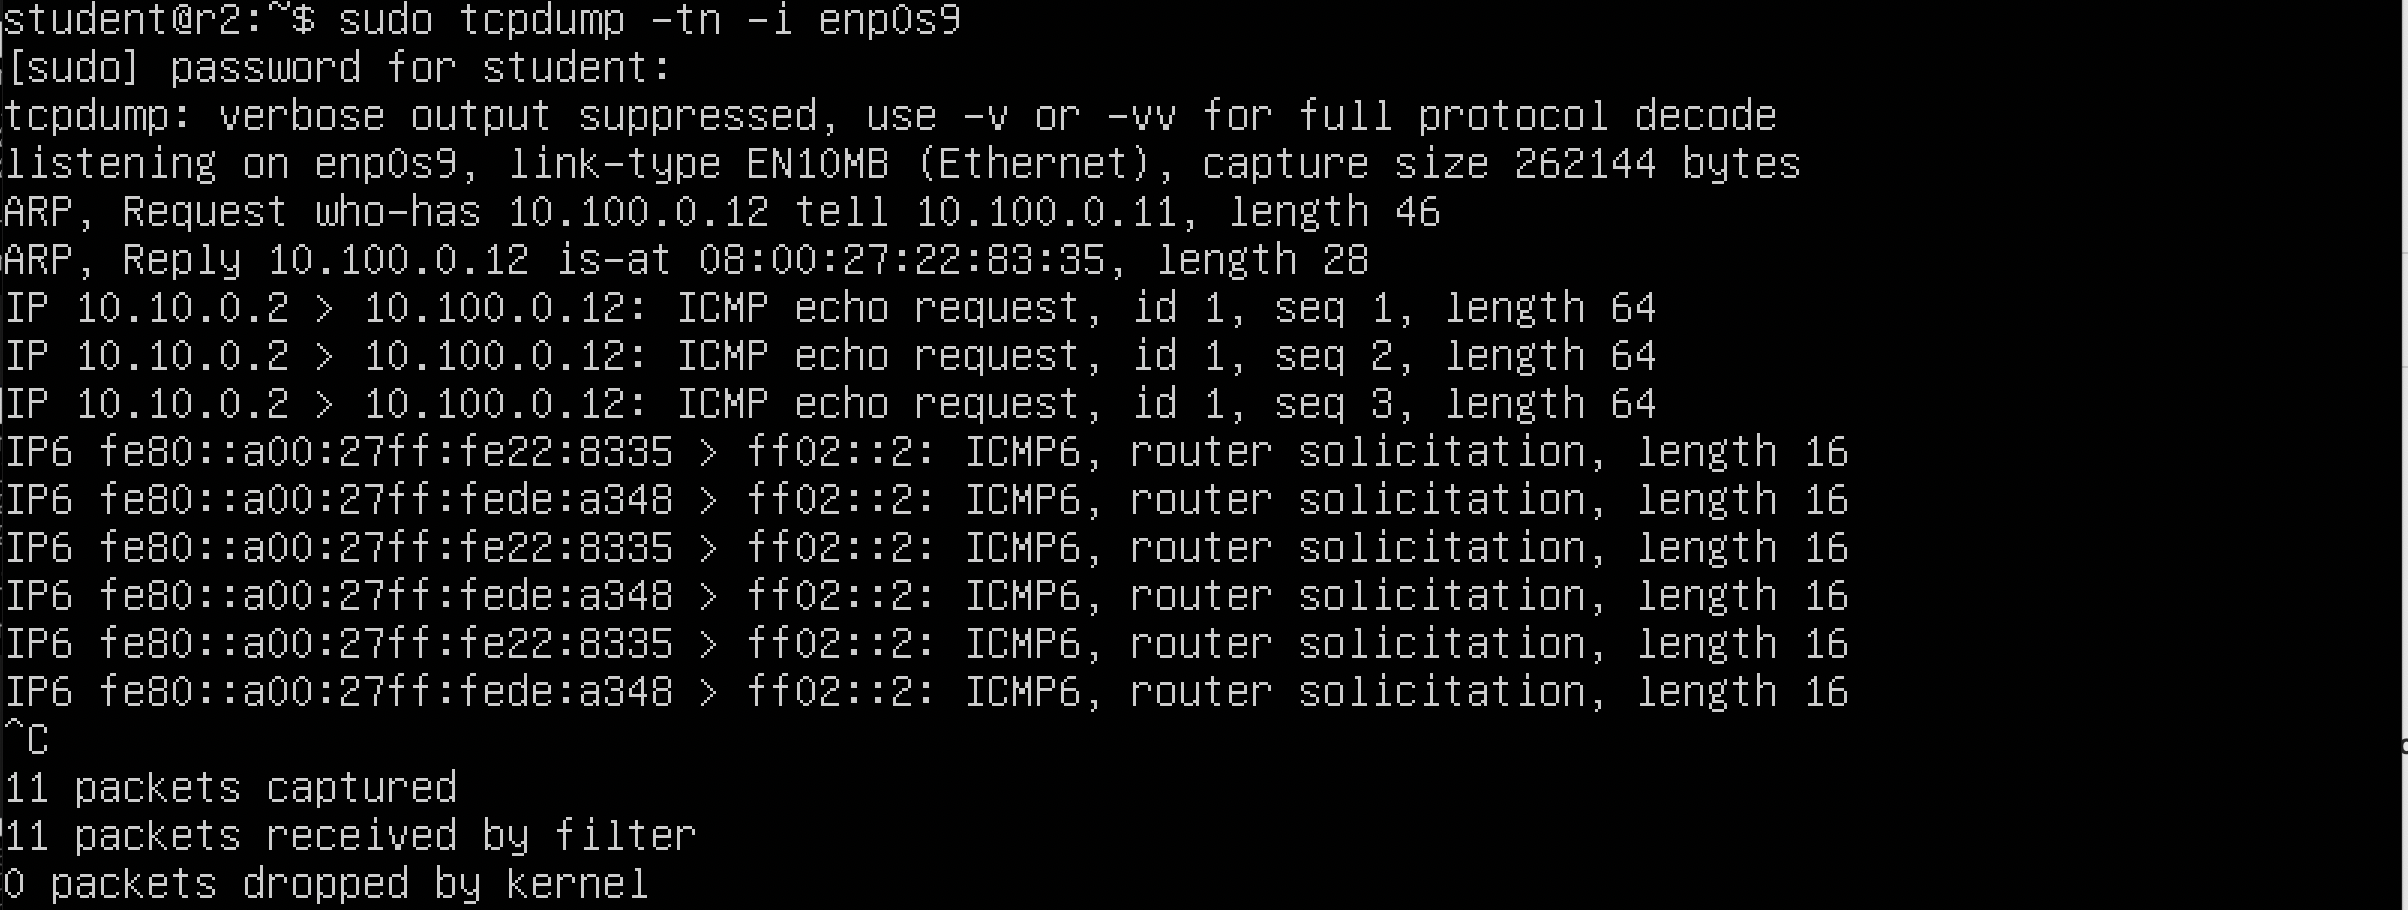 student@r2:~$ sudo tcpdump -tn -i enp0s9
[sudo] password for student:
tcpdump: verbose output suppressed, use -v or -vv for full protocol decode
listening on enp0s9, link-type EN10MB (Ethernet), capture size 262144 bytes
ARP, Request who-has 10.100.0.12 tell 10.100.0.11, length 46
ARP, Reply 10.100.0.12 is-at 08:00:27:22:83:35, length 28
IP 10.10.0.2 > 10.100.0.12: ICMP echo request, id 1, seq 1, length 64
IP 10.10.0.2 > 10.100.0.12: ICMP echo request, id 1, seq 2, length 64
IP 10.10.0.2 > 10.100.0.12: ICMP echo request, id 1, seq 3, length 64
IP6 fe80::a00:27ff:fe22:8335 > ff02::2: ICMP6, router solicitation, length 16
IP6 fe80::a00:27ff:fede:a348 > ff02::2: ICMP6, router solicitation, length 16
IP6 fe80::a00:27ff:fe22:8335 > ff02::2: ICMP6, router solicitation, length 16
IP6 fe80::a00:27ff:fede:a348 > ff02::2: ICMP6, router solicitation, length 16
IP6 fe80::a00:27ff:fe22:8335 > ff02::2: ICMP6, router solicitation, length 16
IP6 fe80::a00:27ff:fede:a348 > ff02::2: ICMP6, router solicitation, length 16
^C
11 packets captured
11 packets received by filter
0 packets dropped by kernel